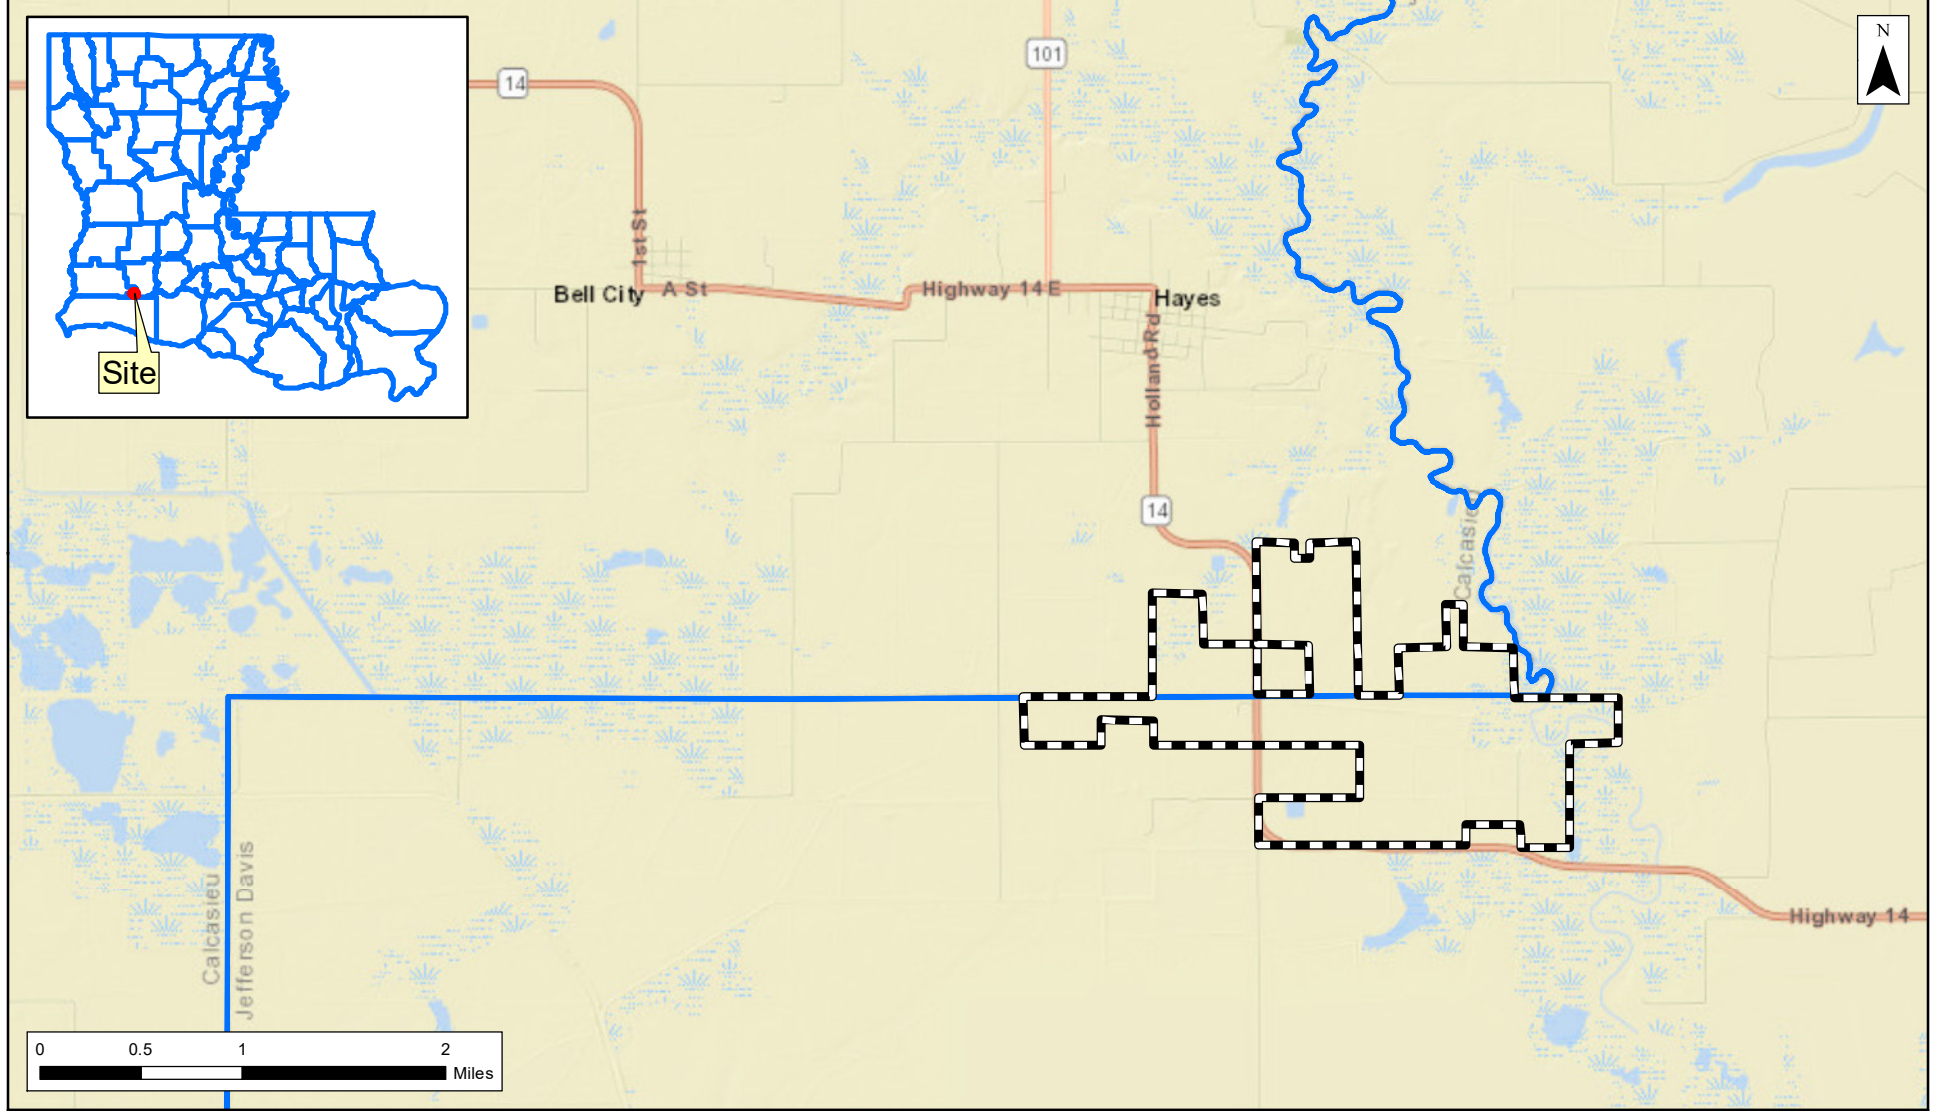 N
101
14
1st St
Bell City
A St
Highway 14 E
Hayes
Holland Rd
Site
14
Calcasieu
Calcasieu
Jefferson Davis
Highway 14
0
0.5
1
2
Miles